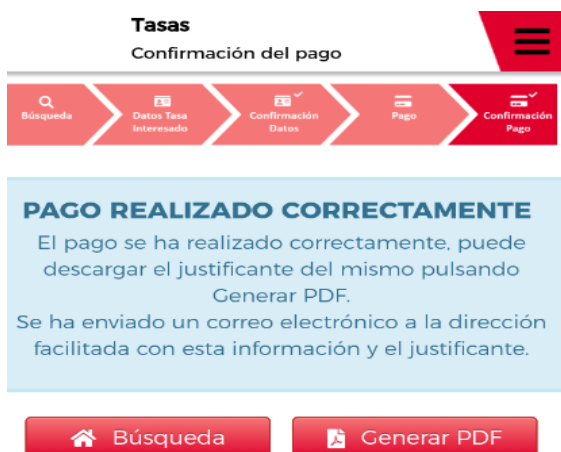 Tasas
Confirmación del pago
Búsqueda
Datos Tasa
Interesado
Confirmación
Datos
Pago
Confirmación
Pago
PAGO REALIZADO CORRECTAMENTE
El pago se ha realizado correctamente, puede
descargar el justificante del mismo pulsando
Generar PDF.
Se ha enviado un correo electrónico a la dirección
facilitada con esta información y el justificante.
Búsqueda
Generar PDF